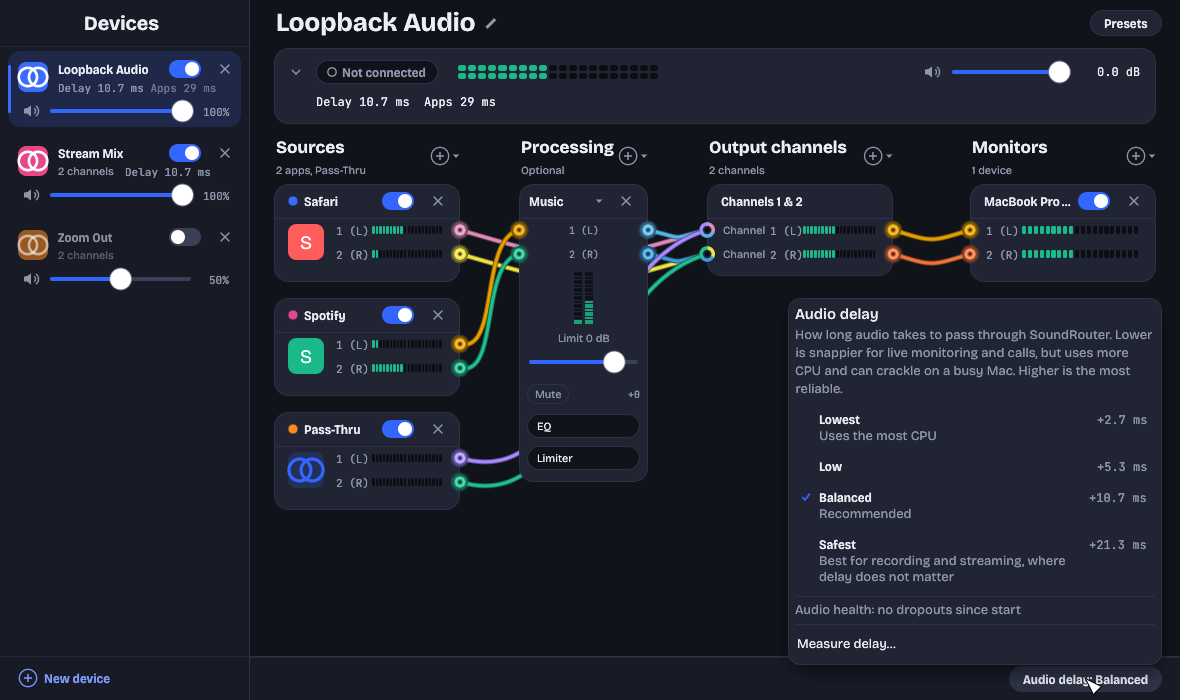 Devices
Loopback Audio
Delay 10.7 ms Apps 29 ms
100%
Stream Mix
2 channels Delay 10.7 ms
100%
Zoom Out
2 channels
50%
New device
Loopback Audio
Presets
Not connected
0.0 dB
Delay 10.7 ms Apps 29 ms
Sources
2 apps, Pass-Thru
Safari
S
1 (L)
2 (R)
Spotify
S
1 (L)
2 (R)
Pass-Thru
1 (L)
2 (R)
Processing
Optional
Music
1 (L)
2 (R)
Limit 0 dB
Mute +0
EQ
Limiter
Output channels
2 channels
Channels 1 & 2
Channel 1 (L)
Channel 2 (R)
Monitors
1 device
MacBook Pro ...
1 (L)
2 (R)
Audio delay
How long audio takes to pass through SoundRouter. Lower
is snappier for live monitoring and calls, but uses more
CPU and can crackle on a busy Mac. Higher is the most
reliable.
Lowest +2.7 ms
Uses the most CPU
Low +5.3 ms
Balanced +10.7 ms
Recommended
Safest +21.3 ms
Best for recording and streaming, where
delay does not matter
Audio health: no dropouts since start
Measure delay...
Audio delay: Balanced